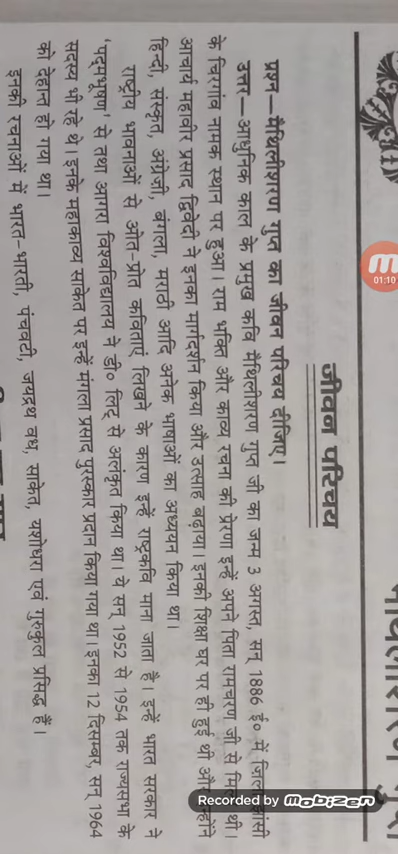 जीवन परिचय
प्रश्न—मैथिलीशरण गुप्त का जीवन परिचय दीजिए।
उत्तर—आधुनिक काल के प्रमुख कवि मैथिलीशरण गुप्त जी का जन्म 3 अगस्त, सन् 1886 ई० में जिला
के चिरगांव नामक स्थान पर हुआ। राम भक्ति और काव्य रचना की प्रेरणा इन्हें अपने पिता रामचरण जी से थी।
आचार्य महावीर प्रसाद द्विवेदी ने इनका मार्गदर्शन किया और उत्साह बढ़ाया। इनकी शिक्षा घर पर ही हुई थी और
हिन्दी, संस्कृत, अंग्रेजी, बंगला, मराठी आदि अनेक भाषाओं का अध्ययन किया था।
राष्ट्रीय भावनाओं से ओत-प्रोत कविताएं लिखने के कारण इन्हें राष्ट्रकवि माना जाता है। इन्हें भारत सरकार ने
'पद्मभूषण' से तथा आगरा विश्वविद्यालय ने डी० लिट् से अलंकृत किया था। ये सन् 1952 से 1954 तक राज्यसभा के
सदस्य भी रहे थे। इनके महाकाव्य साकेत पर इन्हें मंगला प्रसाद पुरस्कार प्रदान किया गया था। इनका 12 दिसम्बर, सन् 1964
को देहान्त हो गया था।
इनकी रचनाओं में भारत-भारती, पंचवटी, जयद्रथ वध, साकेत, यशोधरा एवं गुरुकुल प्रसिद्ध हैं।
01:10
Recorded by mobizen